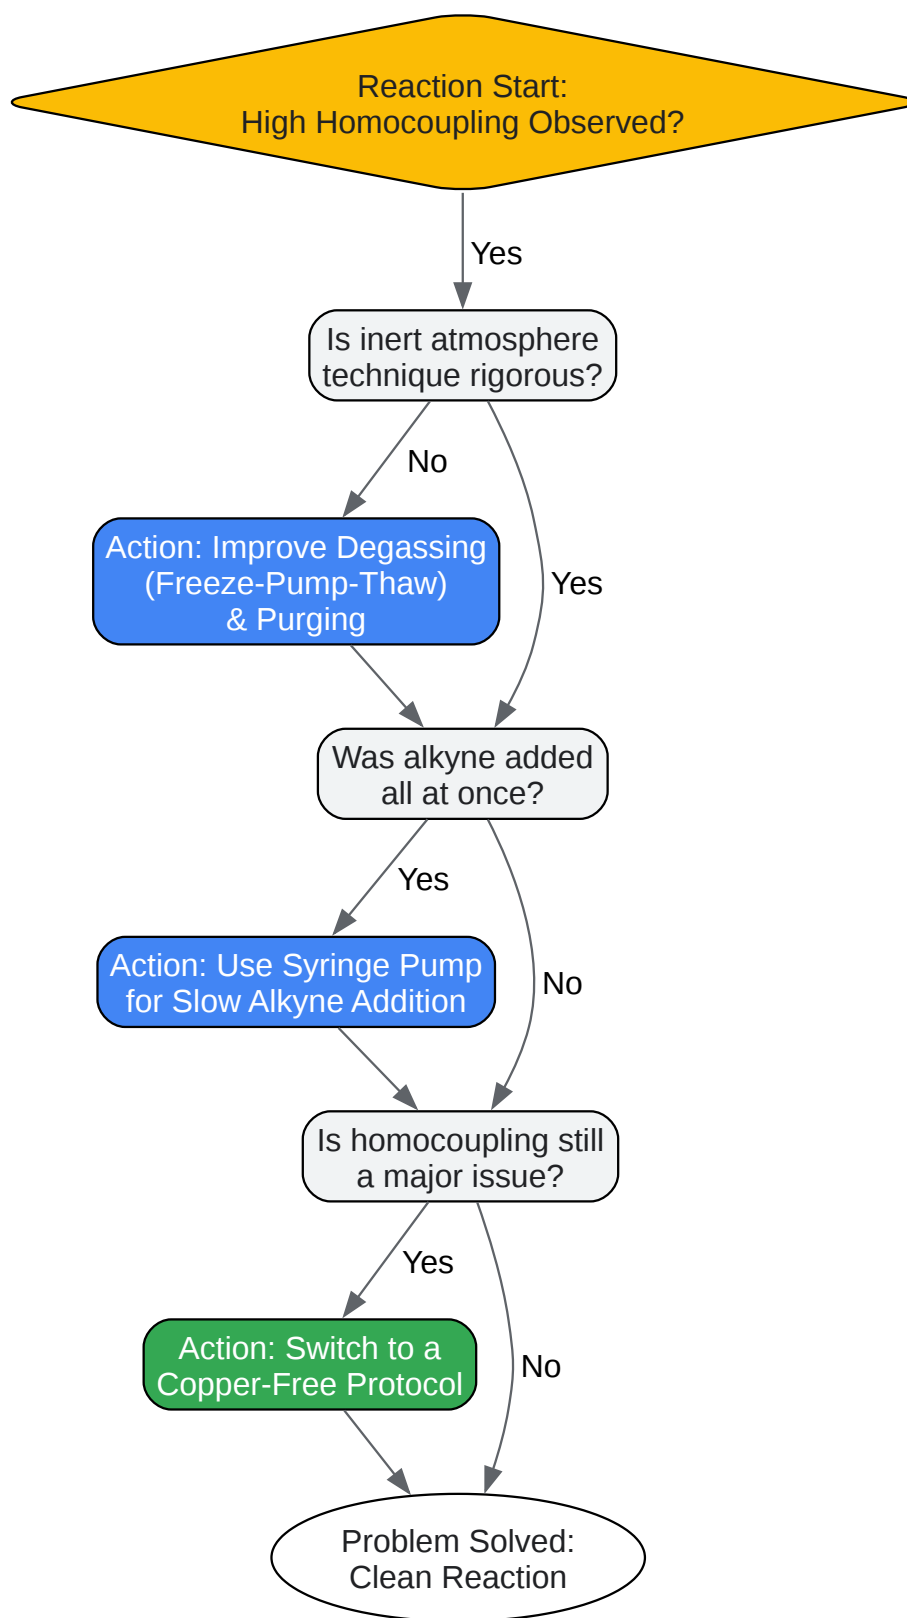 Reaction Start:
High Homocoupling Observed?
Yes
Is inert atmosphere
technique rigorous?
No
Action: Improve Degassing
(Freeze-Pump-Thaw)
& Purging
Yes
Was alkyne added
all at once?
Yes
Action: Use Syringe Pump
for Slow Alkyne Addition
No
Is homocoupling still
a major issue?
Yes
Action: Switch to a
Copper-Free Protocol
No
Problem Solved:
Clean Reaction